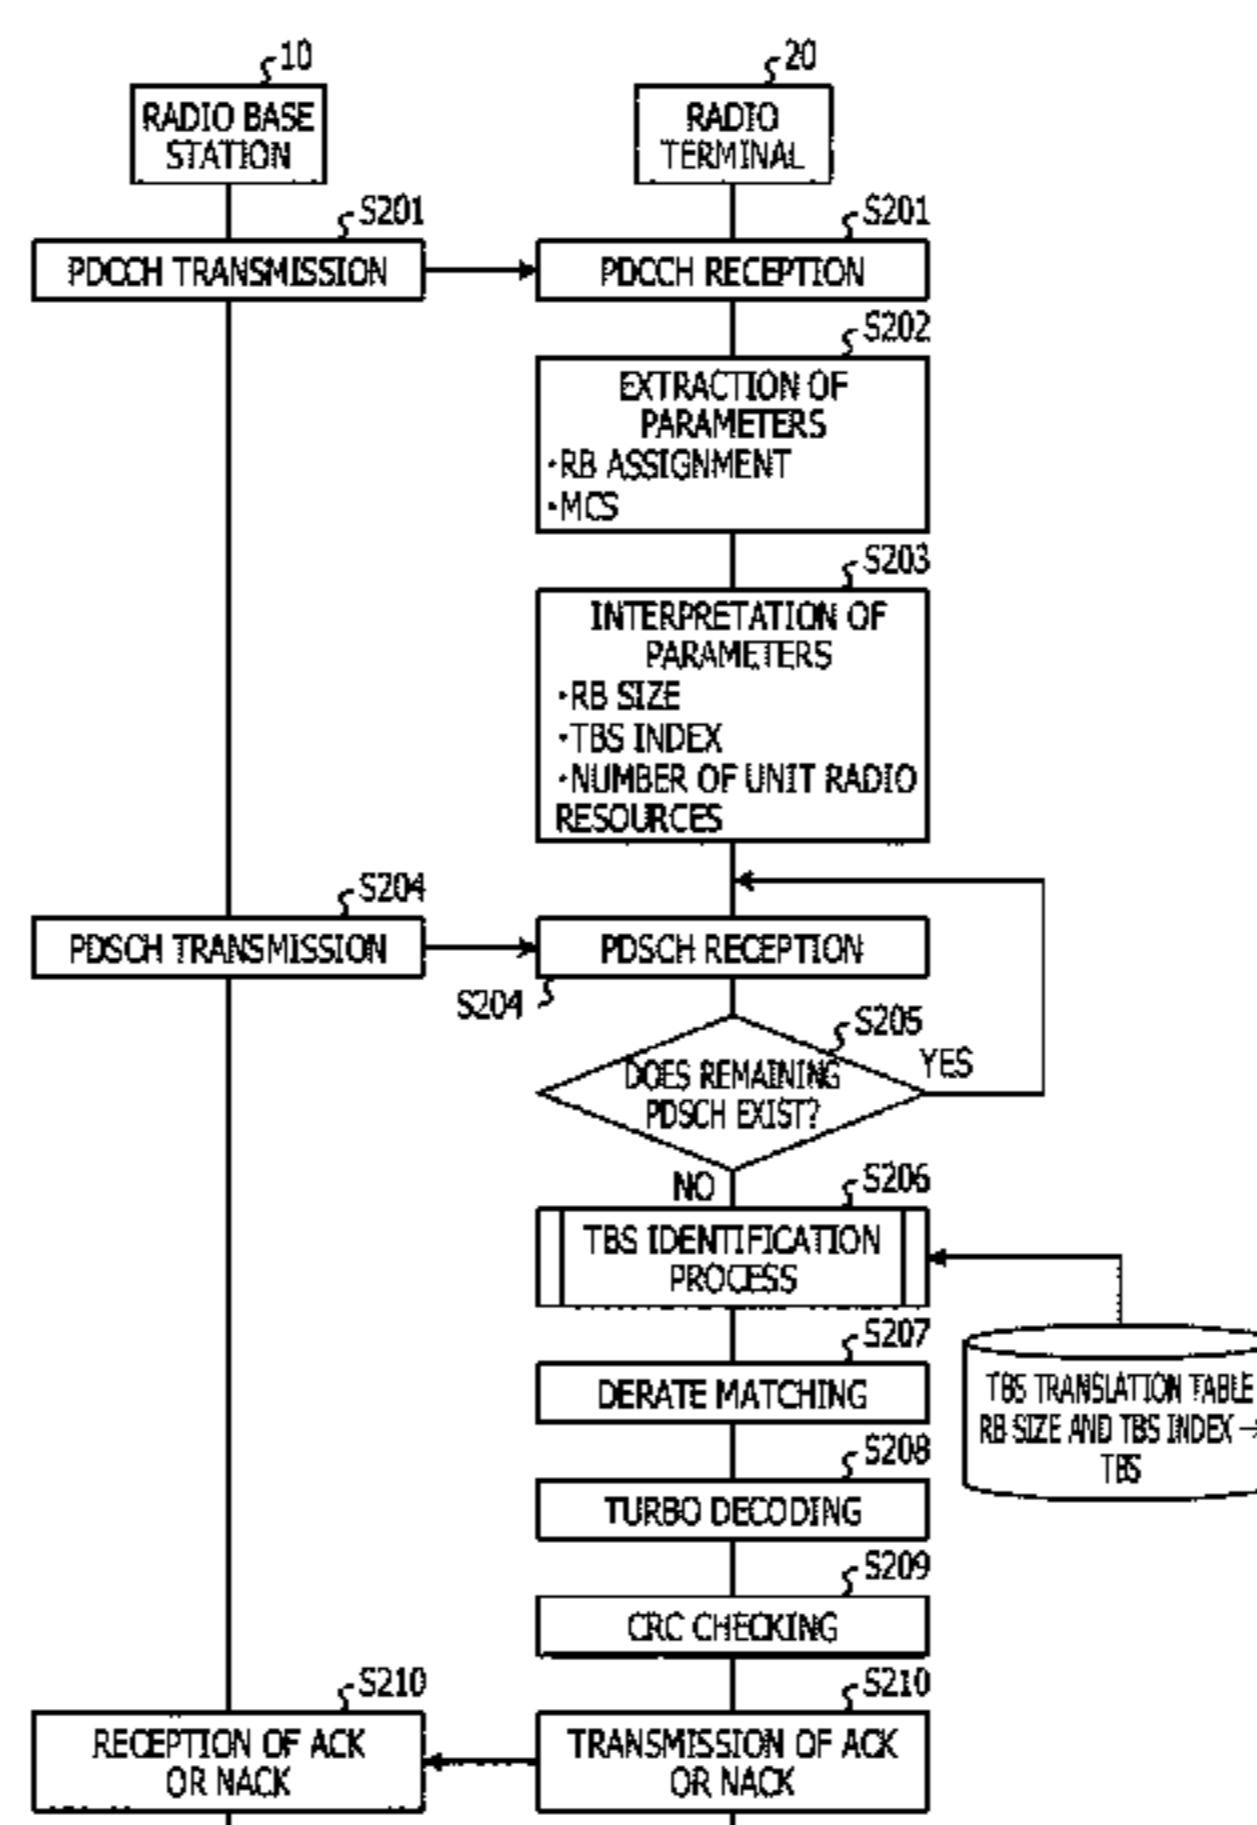 10
20
RADIO BASE
STATION
RADIO
TERMINAL
S201
S201
PDCCH TRANSMISSION
PDCCH RECEPTION
S202
EXTRACTION OF
PARAMETERS
・RB ASSIGNMENT
・MCS
S203
INTERPRETATION OF
PARAMETERS
・RB SIZE
・TBS INDEX
・NUMBER OF UNIT RADIO
RESOURCES
S204
PDSCH TRANSMISSION
PDSCH RECEPTION
S204
S205
DOES REMAINING
PDSCH EXIST?
YES
NO
S206
TBS IDENTIFICATION
PROCESS
S207
DERATE MATCHING
TBS TRANSLATION TABLE
RB SIZE AND TBS INDEX →
TBS
S208
TURBO DECODING
S209
CRC CHECKING
S210
S210
RECEPTION OF ACK
OR NACK
TRANSMISSION OF ACK
OR NACK